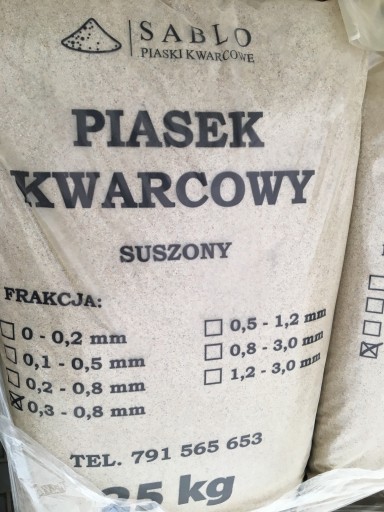 SABLO
PIASKI KWARCOWE
PIASEK
KWARCOWY
SUSZONY
FRAKCJA:
0 - 0,2 mm
0,1 - 0,5 mm
0,2 - 0,8 mm
0,3 - 0,8 mm
0,5 - 1,2 mm
0,8 - 3,0 mm
1,2 - 3,0 mm
TEL. 791 565 653
25 kg